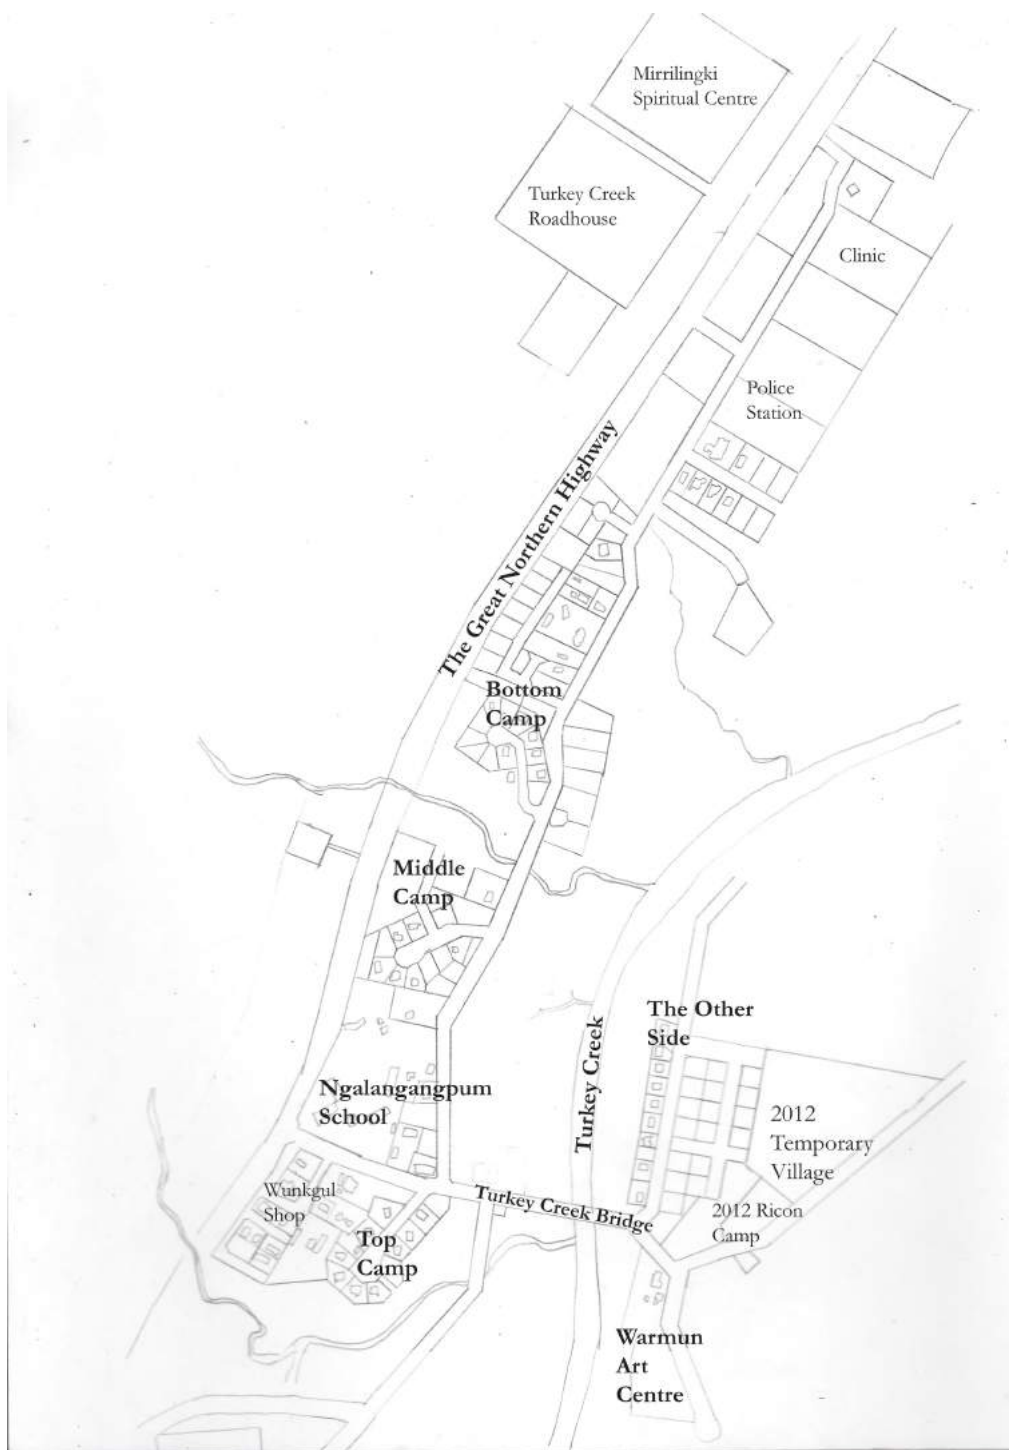 Mirrilingki
Spiritual Centre
Turkey Creek
Roadhouse
Clinic
Police
Station
The Great Northern Highway
Bottom
Camp
Middle
Camp
The Other
Side
Turkey Creek
Ngalangangpum
School
2012
Temporary
Village
Wunkgul
Shop
Turkey Creek Bridge
2012 Ricon
Camp
Top
Camp
Warmun
Art
Centre